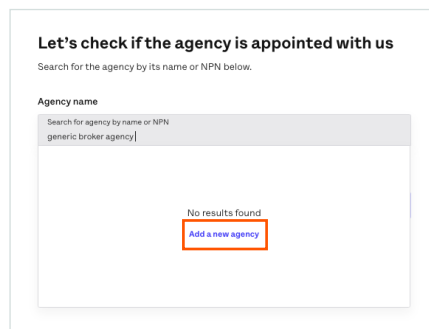 Let's check if the agency is appointed with us
Search for the agency by its name or NPN below.
Agency name
Search for agency by name or NPN
generic broker agency
No results found
Add a new agency